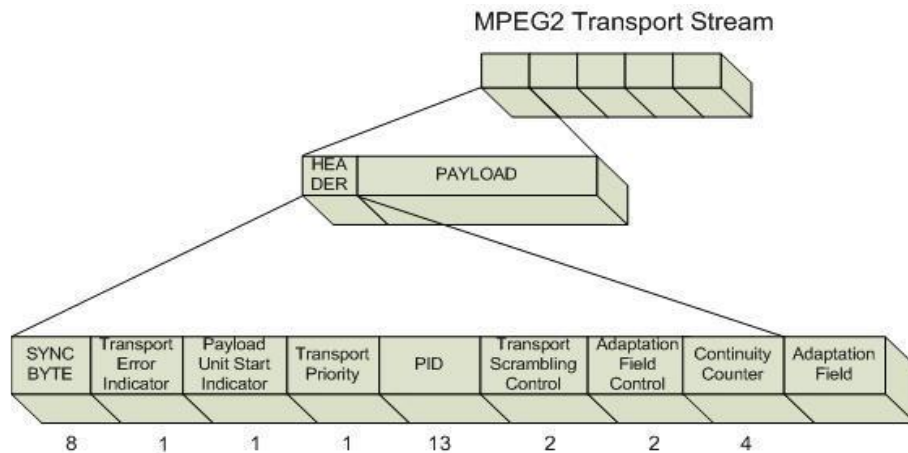 MPEG2 Transport Stream
HEA
DER
PAYLOAD
SYNC
BYTE
Transport
Error
Indicator
Payload
Unit Start
Indicator
Transport
Priority
PID
Transport
Scrambling
Control
Adaptation
Field
Control
Continuity
Counter
Adaptation
Field
8
1
1
1
13
2
2
4